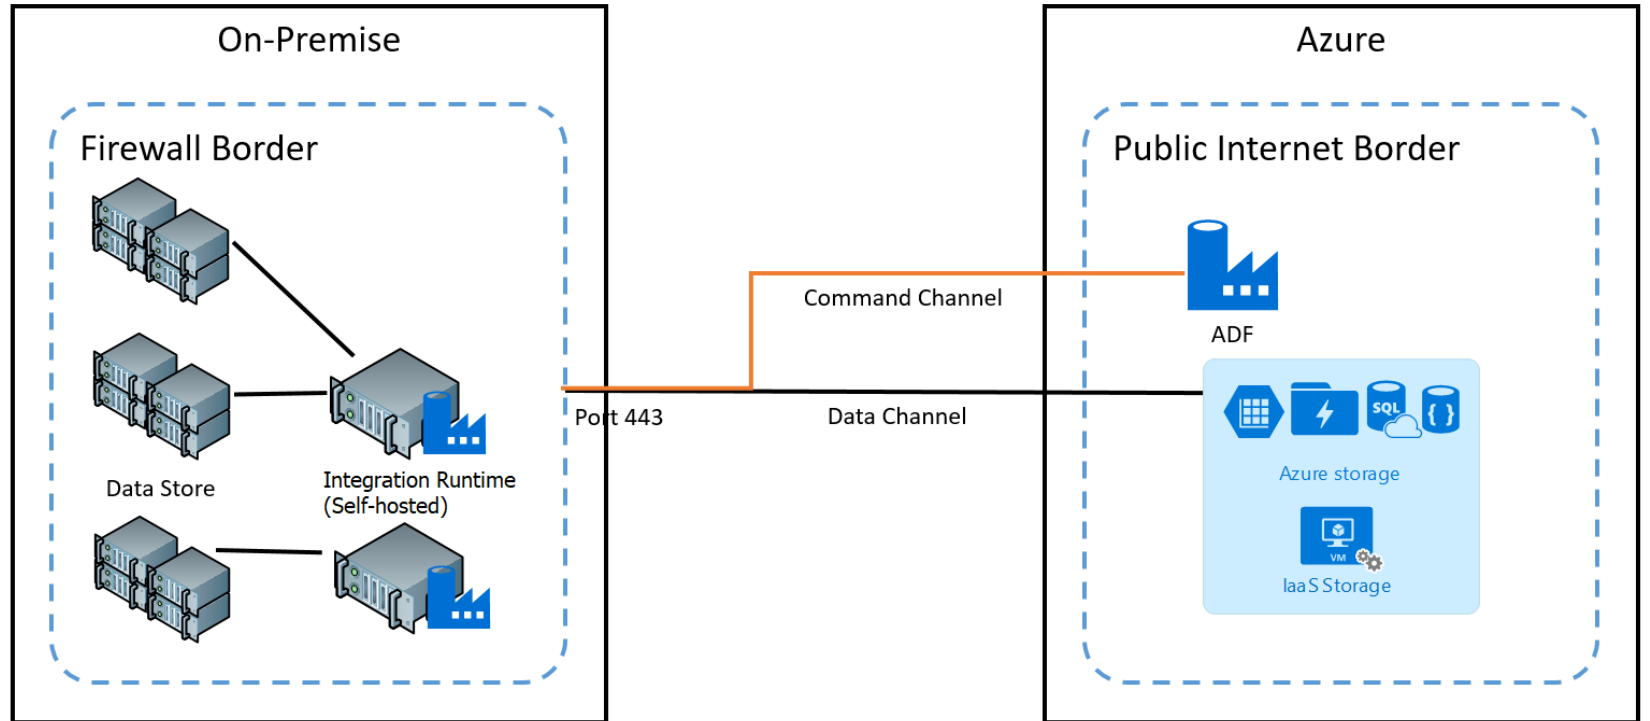 On-Premise
Azure
Firewall Border
Public Internet Border
Command Channel
ADF
Port 443
Data Channel
SQL
{ }
Azure storage
Data Store
Integration Runtime
(Self-hosted)
VM
IaaS Storage